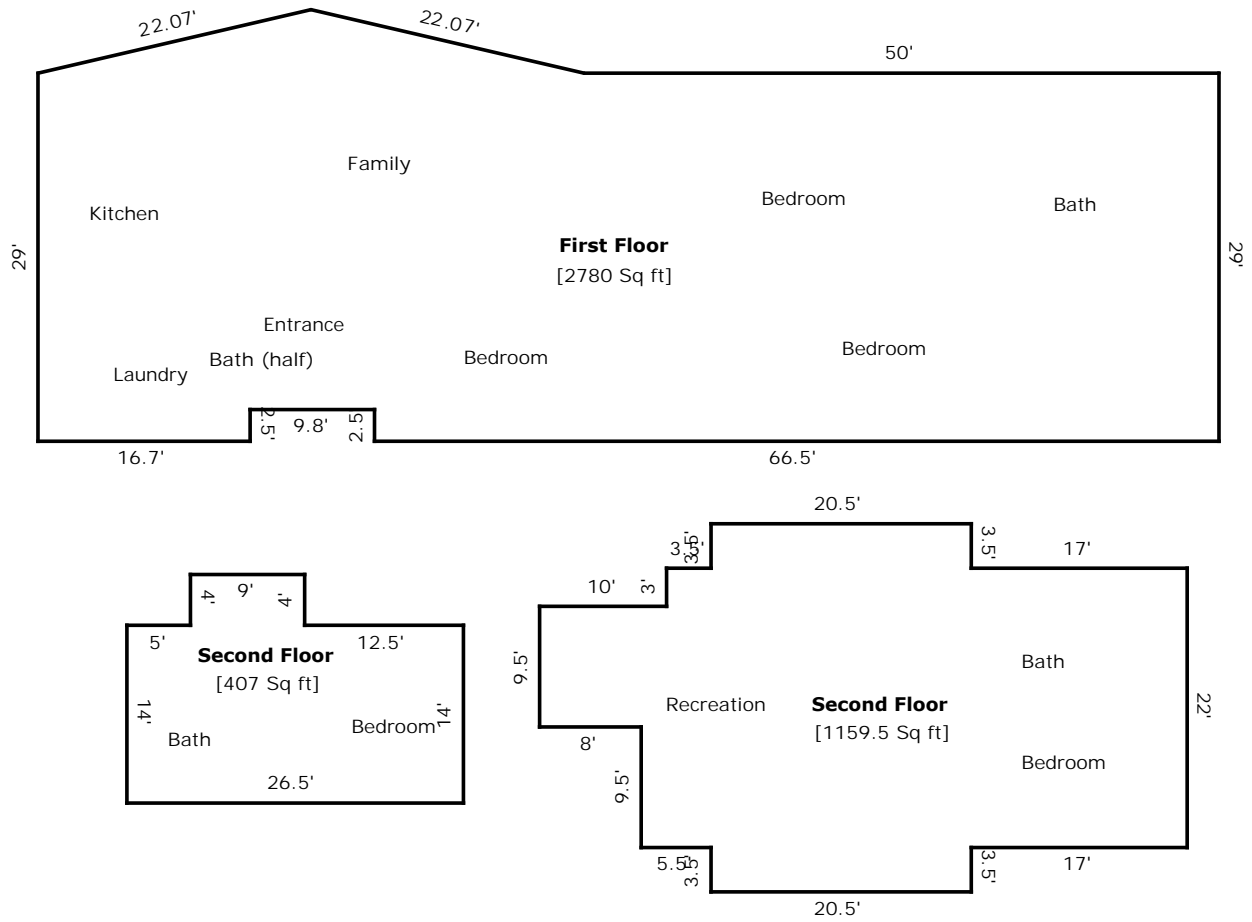 22.07'
22.07'
50'
Family
Kitchen
Bedroom
Bath
29'
First Floor
[2780 Sq ft]
29'
Entrance
Bath (half)
Laundry
Bedroom
Bedroom
2.5'
9.8'
2.5'
16.7'
66.5'
20.5'
3.5'
3.5'
3.5'
17'
3'
10'
4'
9'
4'
5'
12.5'
Second Floor
[407 Sq ft]
14'
Bath
Bedroom
14'
26.5'
9.5'
Recreation
Second Floor
[1159.5 Sq ft]
Bath
22'
8'
Bedroom
9.5'
5.5'
3.5'
3.5'
17'
20.5'